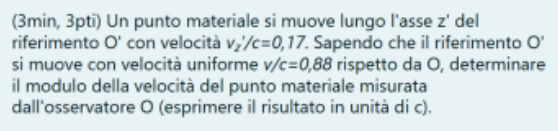 (3min, 3pti) Un punto materiale si muove lungo l'asse z' del
riferimento O' con velocità v_z'/c=0,17. Sapendo che il riferimento O'
si muove con velocità uniforme v/c=0,88 rispetto da O, determinare
il modulo della velocità del punto materiale misurata
dall'osservatore O (esprimere il risultato in unità di c).